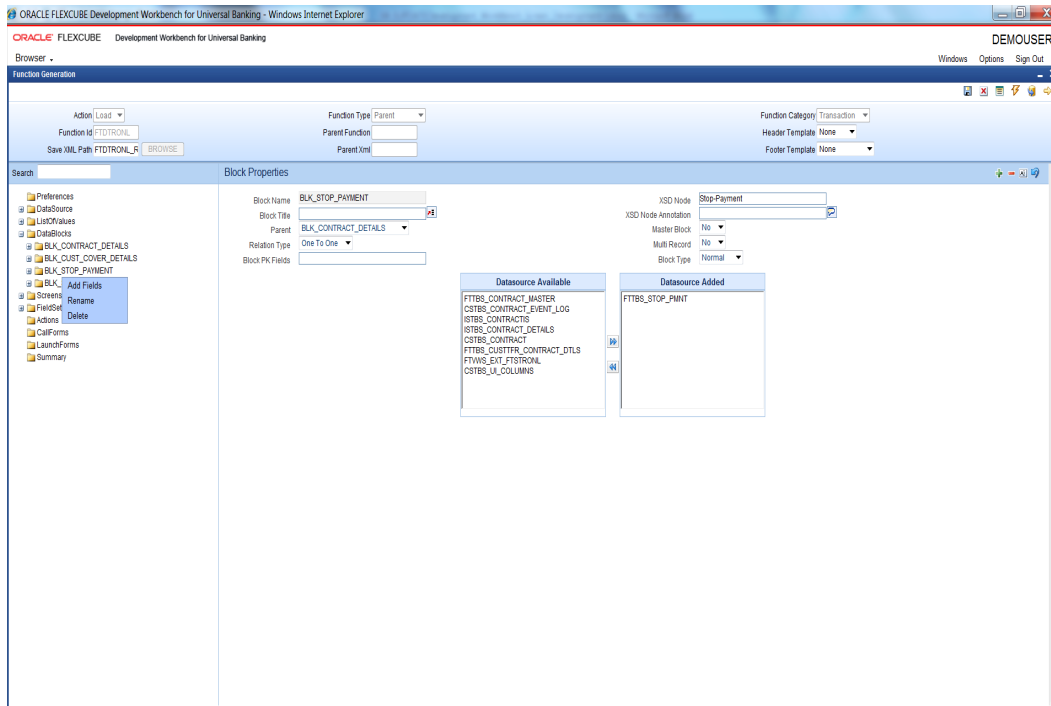 ORACLE FLEXCUBE Development Workbench for Universal Banking - Windows Internet Explorer
ORACLE' FLEXCUBE Development Workbench for Universal Banking
DEMOUSER
Browser
Windows Options Sign Out
Function Generation
Action Load
Function Type Parent
Function Category Transaction
Function Id FTDTRONL
Parent Function
Header Template None
Save XML Path FTDTRONL_R BROWSE
Parent Xml
Footer Template None
Search
Block Properties
Preferences
DataSource
ListOfValues
DataBlocks
BLK_CONTRACT_DETAILS
BLK_CUST_COVER_DETAILS
BLK_STOP_PAYMENT
BLK_
Screens
FieldSet
Actions
CallForms
LaunchForms
Summary
Add Fields
Rename
Delete
Block Name BLK_STOP_PAYMENT
XSD Node Stop-Payment
Block Title
XSD Node Annotation
Parent BLK_CONTRACT_DETAILS
Master Block No
Relation Type One To One
Multi Record No
Block PK Fields
Block Type Normal
Datasource Available
Datasource Added
FTTBS_CONTRACT_MASTER
CSTBS_CONTRACT_EVENT_LOG
ISTBS_CONTRACTIS
ISTBS_CONTRACT_DETAILS
CSTBS_CONTRACT
FTTBS_CUSTTFR_CONTRACT_DTLS
FTVWS_EXT_FTSTRONL
CSTBS_UI_COLUMNS
FTTBS_STOP_PMNT